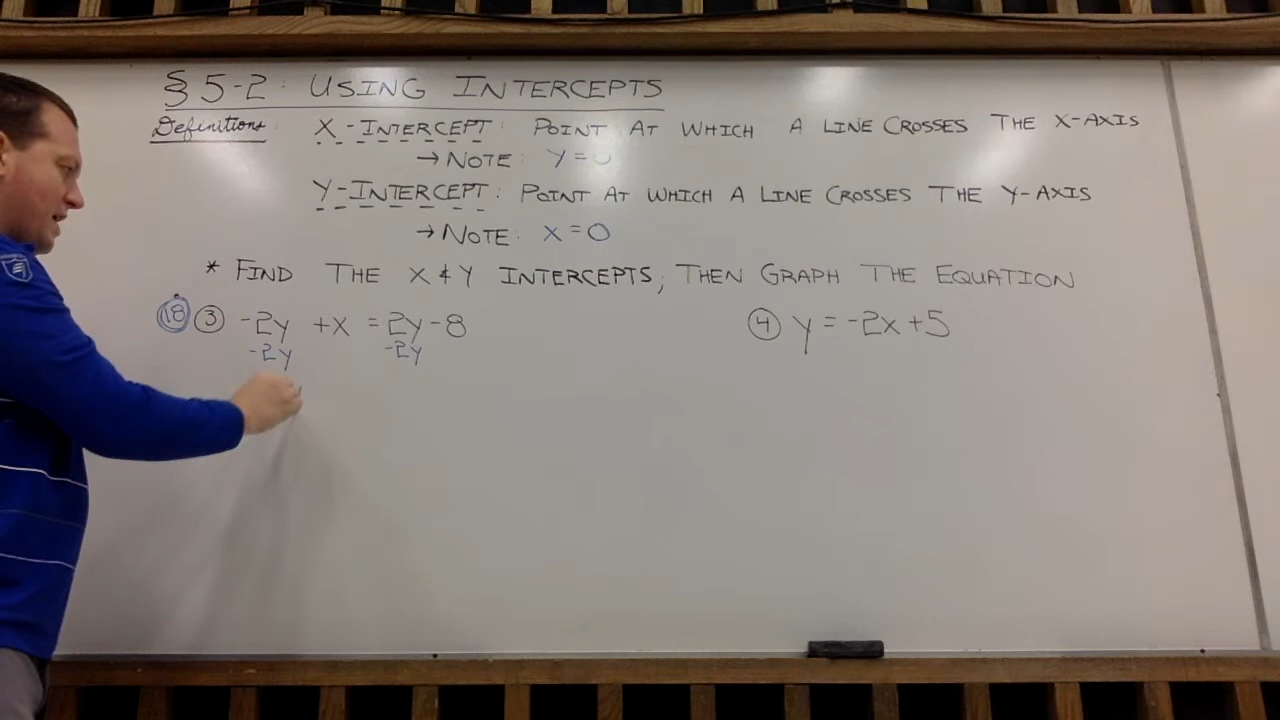 § 5-2: USING INTERCEPTS
Definitions X-INTERCEPT: POINT AT WHICH A LINE CROSSES THE X-AXIS
→ NOTE: Y=0
Y-INTERCEPT: POINT AT WHICH A LINE CROSSES THE Y-AXIS
→ NOTE: X=0
* FIND THE X & Y INTERCEPTS, THEN GRAPH THE EQUATION
18 3 -2y +x = 2y-8
-2y -2y
4 y = -2x+5